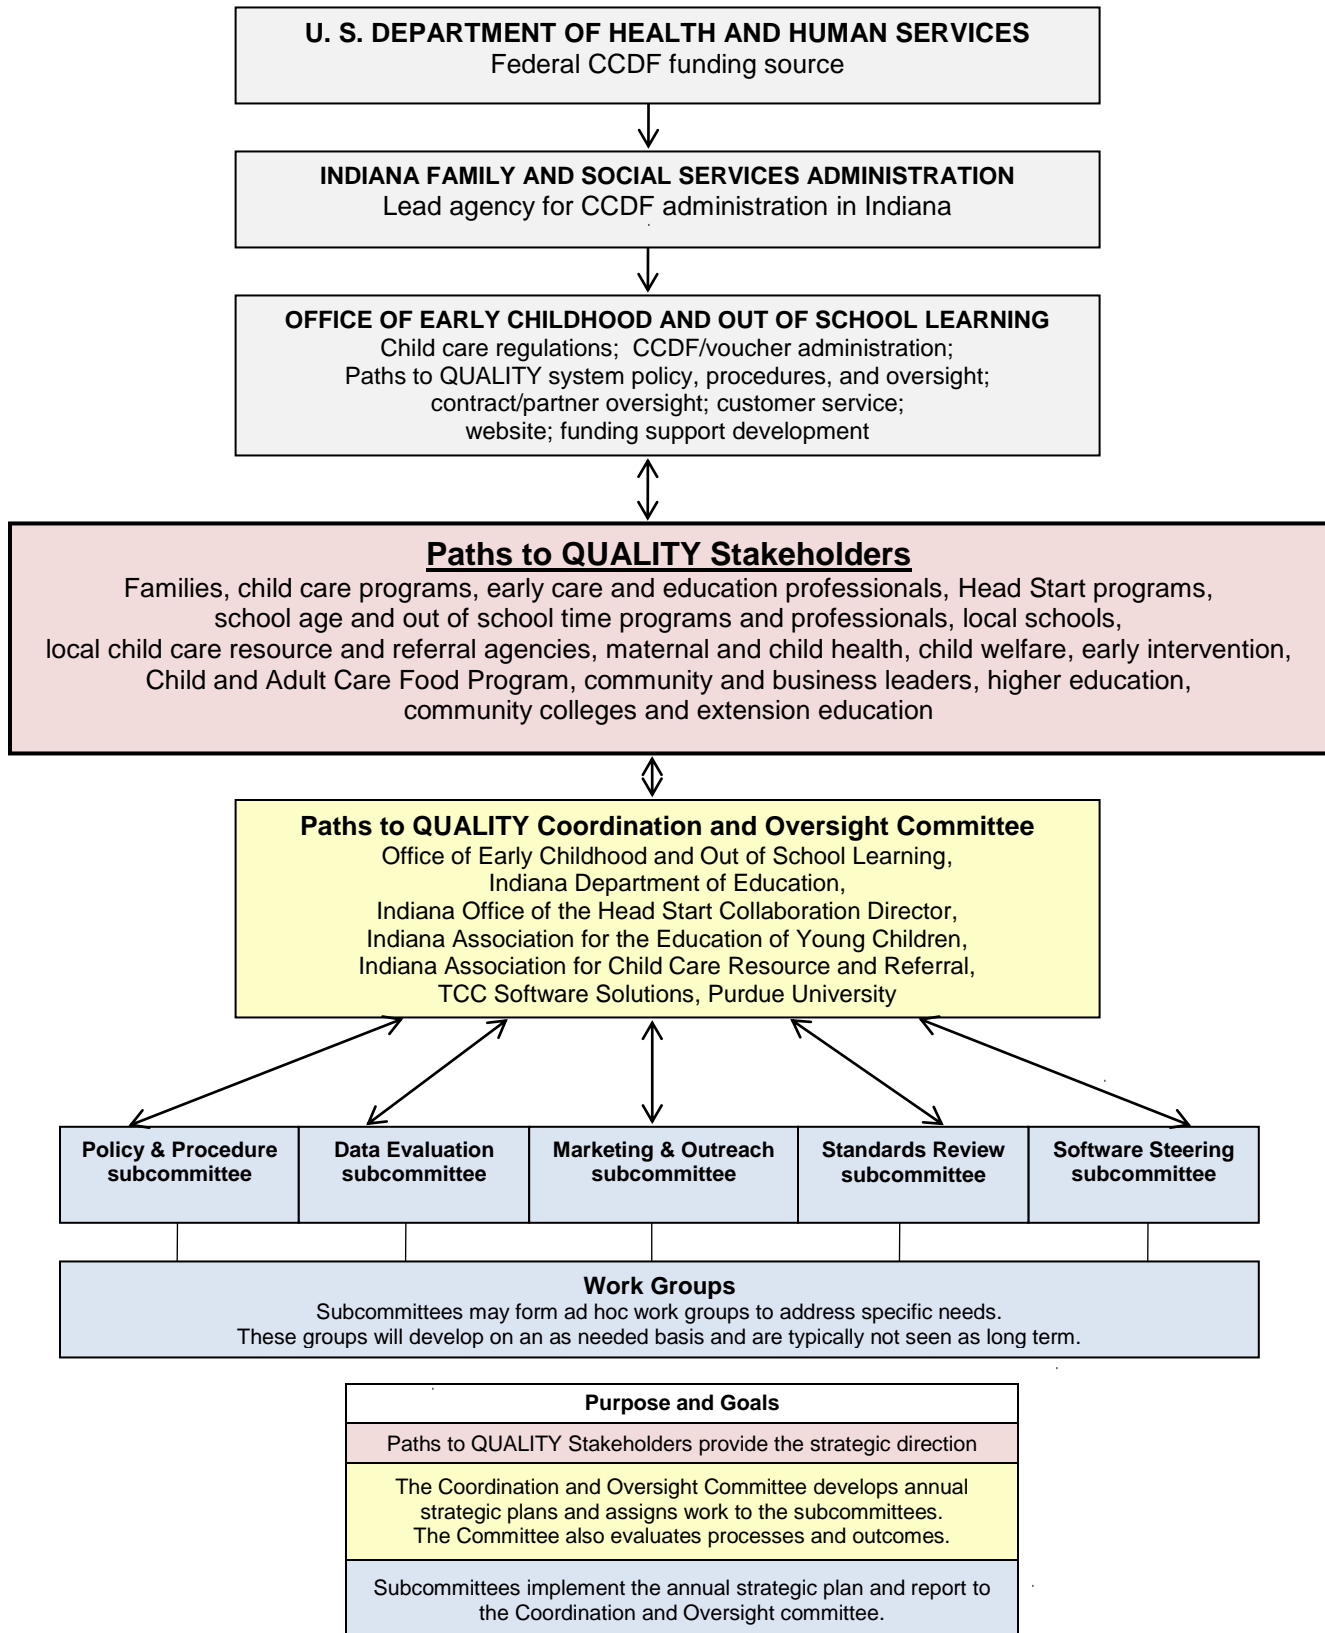 U. S. DEPARTMENT OF HEALTH AND HUMAN SERVICES
Federal CCDF funding source
INDIANA FAMILY AND SOCIAL SERVICES ADMINISTRATION
Lead agency for CCDF administration in Indiana
OFFICE OF EARLY CHILDHOOD AND OUT OF SCHOOL LEARNING
Child care regulations; CCDF/voucher administration;
Paths to QUALITY system policy, procedures, and oversight;
contract/partner oversight; customer service;
website; funding support development
Paths to QUALITY Stakeholders
Families, child care programs, early care and education professionals, Head Start programs,
school age and out of school time programs and professionals, local schools,
local child care resource and referral agencies, maternal and child health, child welfare, early intervention,
Child and Adult Care Food Program, community and business leaders, higher education,
community colleges and extension education
Paths to QUALITY Coordination and Oversight Committee
Office of Early Childhood and Out of School Learning,
Indiana Department of Education,
Indiana Office of the Head Start Collaboration Director,
Indiana Association for the Education of Young Children,
Indiana Association for Child Care Resource and Referral,
TCC Software Solutions, Purdue University
Policy & Procedure
subcommittee
Data Evaluation
subcommittee
Marketing & Outreach
subcommittee
Standards Review
subcommittee
Software Steering
subcommittee
Work Groups
Subcommittees may form ad hoc work groups to address specific needs.
These groups will develop on an as needed basis and are typically not seen as long term.
Purpose and Goals
Paths to QUALITY Stakeholders provide the strategic direction
The Coordination and Oversight Committee develops annual
strategic plans and assigns work to the subcommittees.
The Committee also evaluates processes and outcomes.
Subcommittees implement the annual strategic plan and report to
the Coordination and Oversight committee.